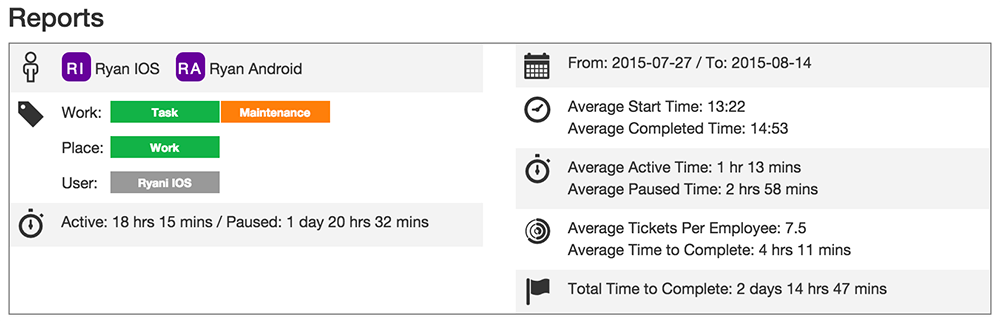 Reports
RI Ryan IOS RA Ryan Android
Work: Task Maintenance
Place: Work
User: Ryani IOS
Active: 18 hrs 15 mins / Paused: 1 day 20 hrs 32 mins
From: 2015-07-27 / To: 2015-08-14
Average Start Time: 13:22
Average Completed Time: 14:53
Average Active Time: 1 hr 13 mins
Average Paused Time: 2 hrs 58 mins
Average Tickets Per Employee: 7.5
Average Time to Complete: 4 hrs 11 mins
Total Time to Complete: 2 days 14 hrs 47 mins